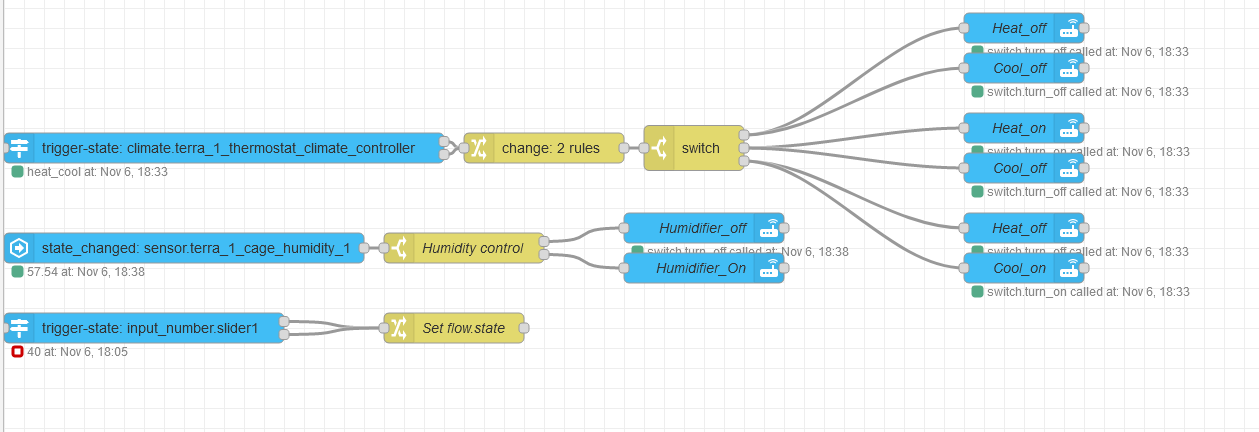 Heat_off
switch.turn_off called at: Nov 6, 18:33
Cool_off
switch.turn_off called at: Nov 6, 18:33
Heat_on
switch.turn_off called at: Nov 6, 18:33
Cool_off
switch.turn_off called at: Nov 6, 18:33
trigger-state: climate.terra_1_thermostat_climate_controller
heat_cool at: Nov 6, 18:33
change: 2 rules
switch
Heat_off
switch.turn_off called at: Nov 6, 18:33
Cool_on
switch.turn_on called at: Nov 6, 18:33
state_changed: sensor.terra_1_cage_humidity_1
57.54 at: Nov 6, 18:38
Humidity control
Humidifier_off
switch.turn_off called at: Nov 6, 18:38
Humidifier_On
trigger-state: input_number.slider1
40 at: Nov 6, 18:05
Set flow.state